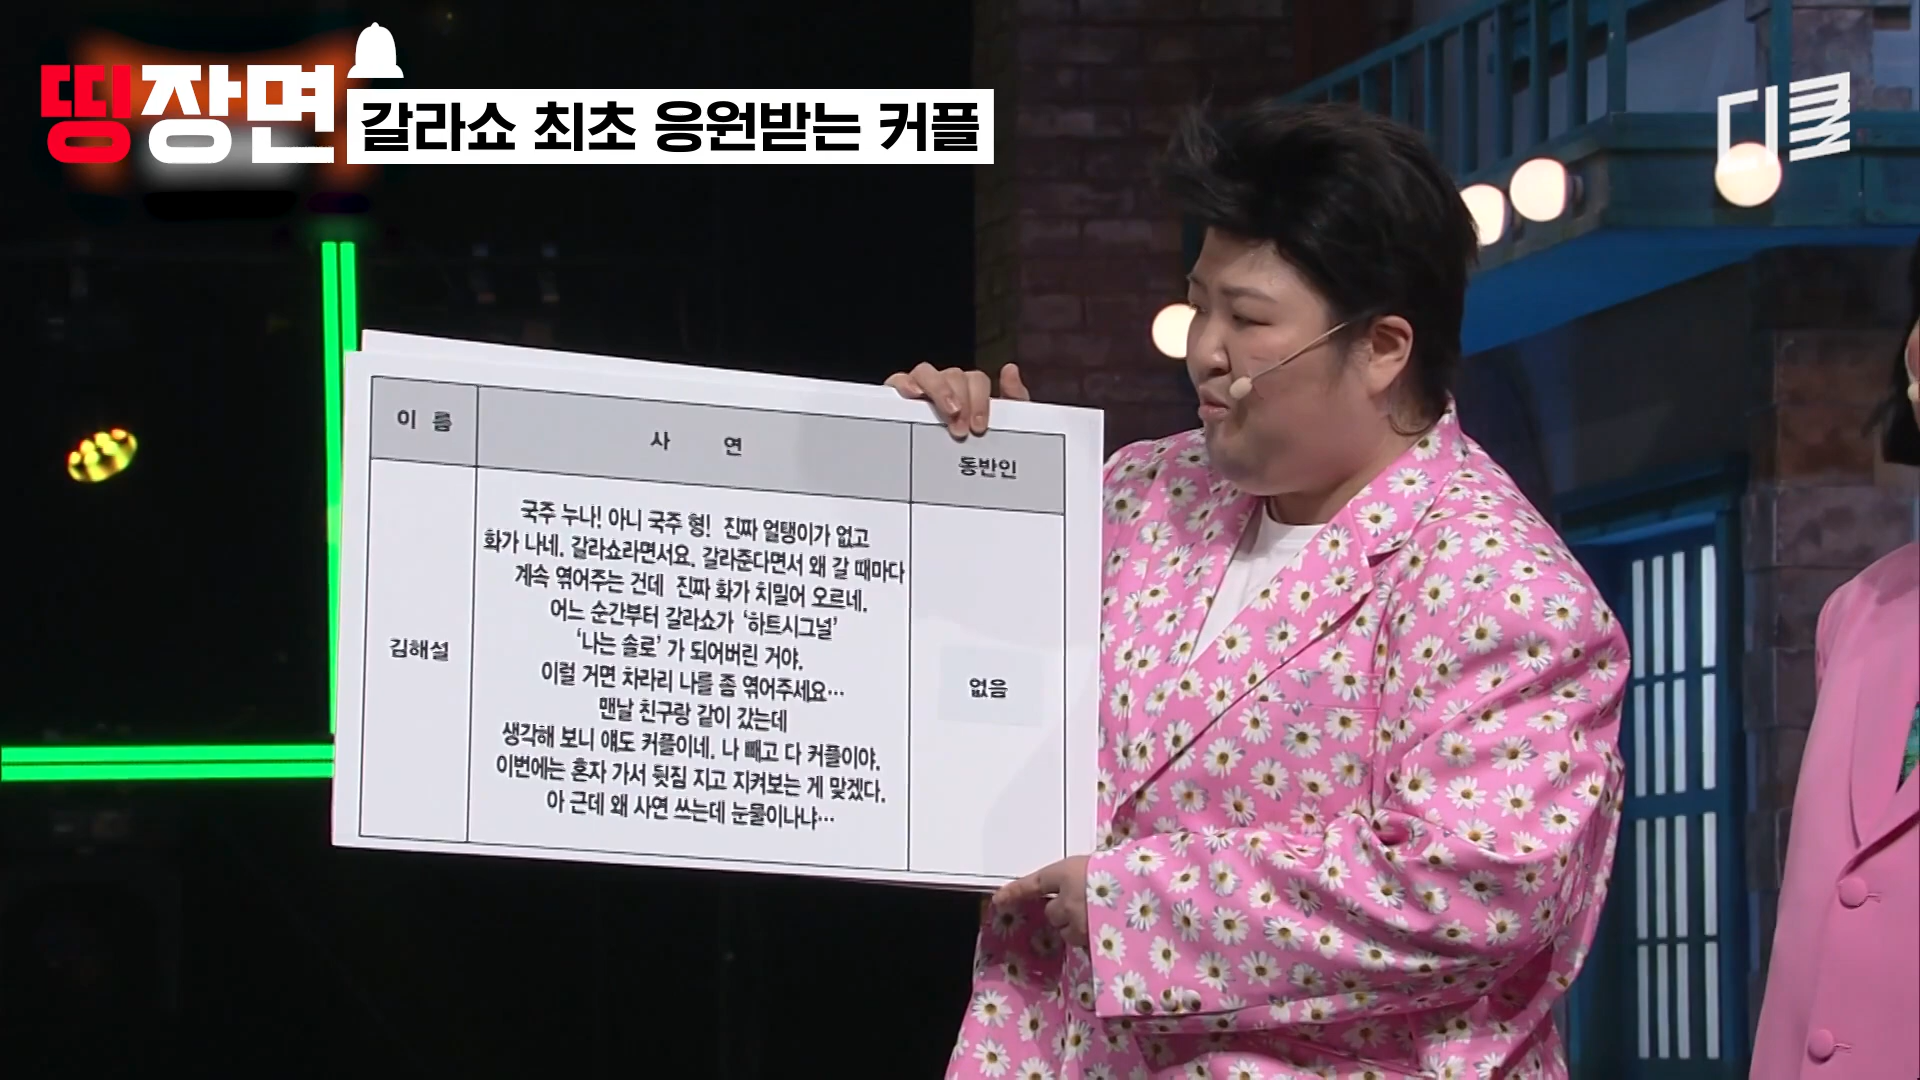 띵장면
갈라쇼 최초 응원받는 커플
디글
이 름
사 연
동반인
김해설
국주 누나! 아니 국주 형! 진짜 얼탱이가 없고
화가 나네. 갈라쇼라면서요. 갈라준다면서 왜 갈 때마다
계속 엮어주는 건데 진짜 화가 치밀어 오르네.
어느 순간부터 갈라쇼가 ‘하트시그널’
‘나는 솔로’ 가 되어버린 거야.
이럴 거면 차라리 나를 좀 엮어주세요…
맨날 친구랑 같이 갔는데
생각해 보니 얘도 커플이네. 나 빼고 다 커플이야.
이번에는 혼자 가서 뒷짐 지고 지켜보는 게 맞겠다.
아 근데 왜 사연 쓰는데 눈물이나냐…
없음